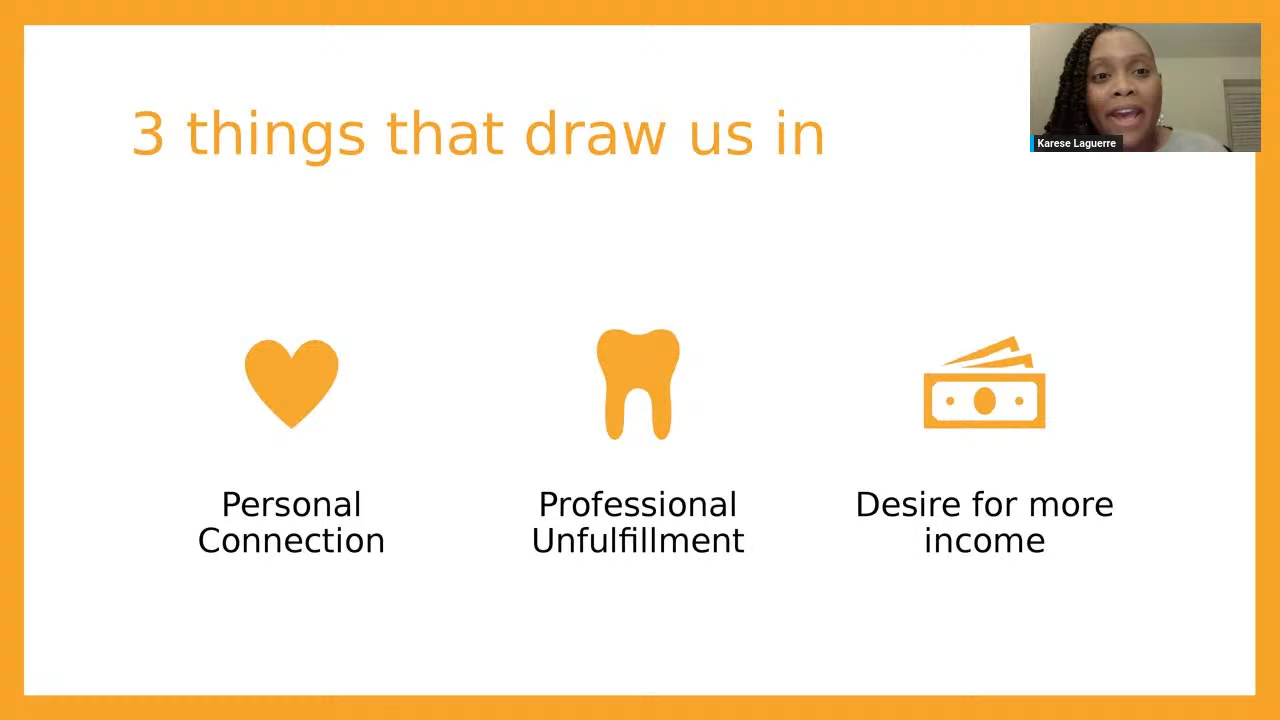 3 things that draw us in
Karese Laguerre
Personal
Connection
Professional
Unfulfillment
Desire for more
income